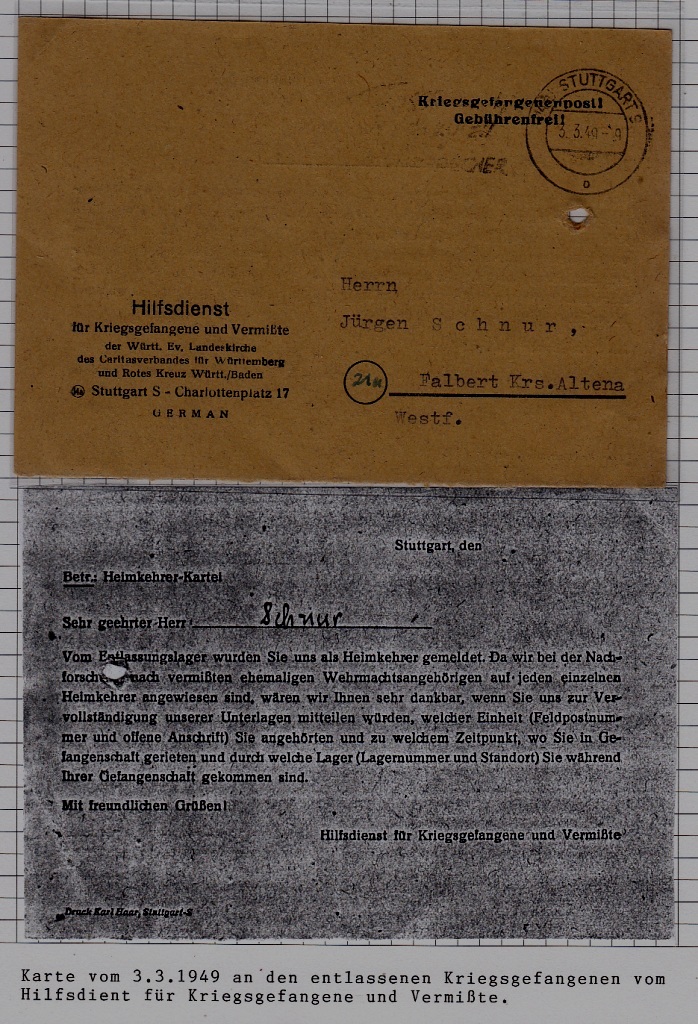 Kriegsgefangenenpost!
Gebührenfrei!
STUTTGART S
3.3.49-19
o
Hilfsdienst
für Kriegsgefangene und Vermißte
der Württ. Ev. Landeskirche
des Caritasverbandes für Württemberg
und Rotes Kreuz Württ./Baden
Stuttgart S - Charlottenplatz 17
GERMAN
Herrn
Jürgen Schnur,
21a
Falbert Krs.Altena
Westf.
Stuttgart, den
Betr.: Heimkehrer-Kartei
Sehr geehrter Herr Schnur
Vom Entlassungslager wurden Sie uns als Heimkehrer gemeldet. Da wir bei der Nach-
forsch nach vermißten ehemaligen Wehrmachtsangehörigen auf jeden einzelnen
Heimkehrer angewiesen sind, wären wir Ihnen sehr dankbar, wenn Sie uns zur Ver-
vollständigung unserer Unterlagen mitteilen würden, welcher Einheit (Feldpostnum-
mer und offene Anschrift) Sie angehörten und zu welchem Zeitpunkt, wo Sie in Ge-
fangenschaft gerieten und durch welche Lager (Lagernummer und Standort) Sie während
Ihrer Gefangenschaft gekommen sind.
Mit freundlichen Grüßen!
Hilfsdienst für Kriegsgefangene und Vermißte
Druck Karl Haar, Stuttgart-S
Karte vom 3.3.1949 an den entlassenen Kriegsgefangenen vom
Hilfsdient für Kriegsgefangene und Vermißte.